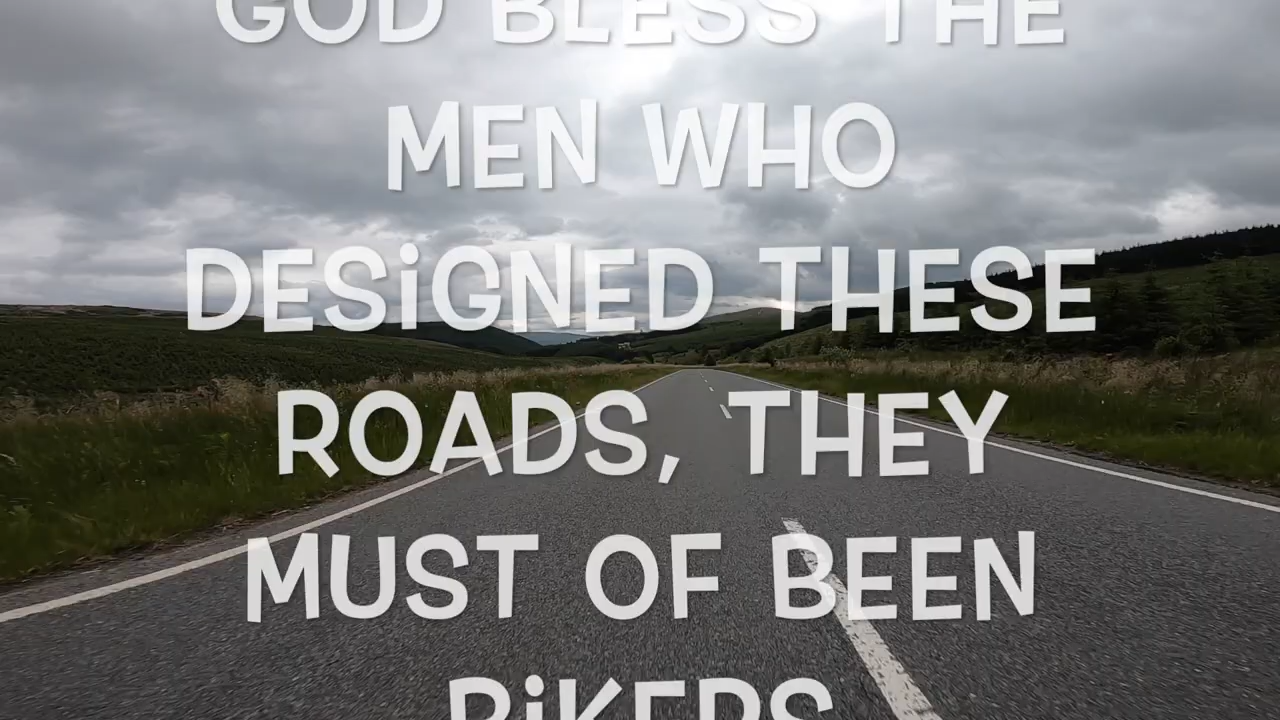 GOD BLESS THE
MEN WHO
DESiGNED THESE
ROADS, THEY
MUST OF BEEN
BiKERS